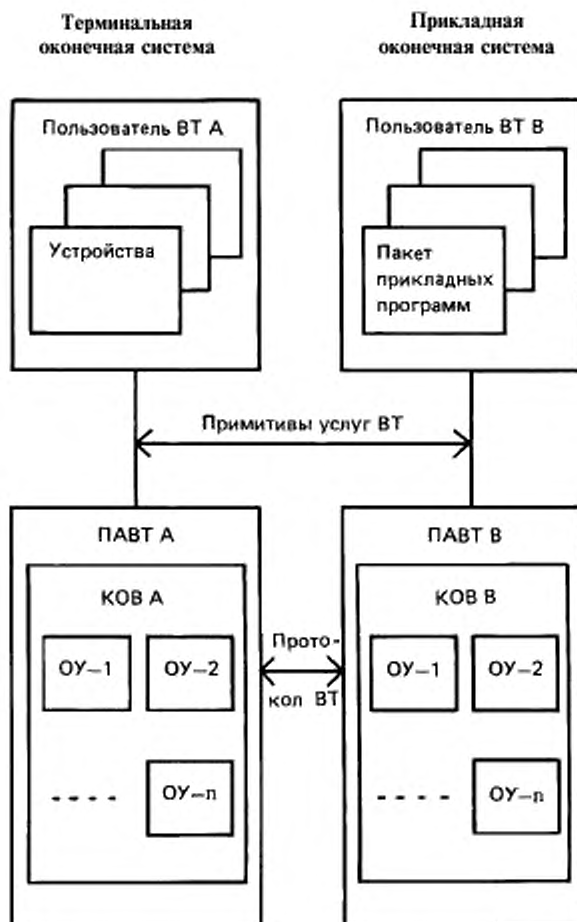 Терминальная
оконечная система
Прикладная
оконечная система
Пользователь ВТ А
Устройства
Пользователь ВТ В
Пакет
прикладных
программ
Примитивы услуг ВТ
ПАВТ А
КОВ А
ОУ—1
ОУ—2
- - - -
ОУ—n
Прото-
кол ВТ
ПАВТ В
КОВ В
ОУ—1
ОУ—2
- - - -
ОУ—n